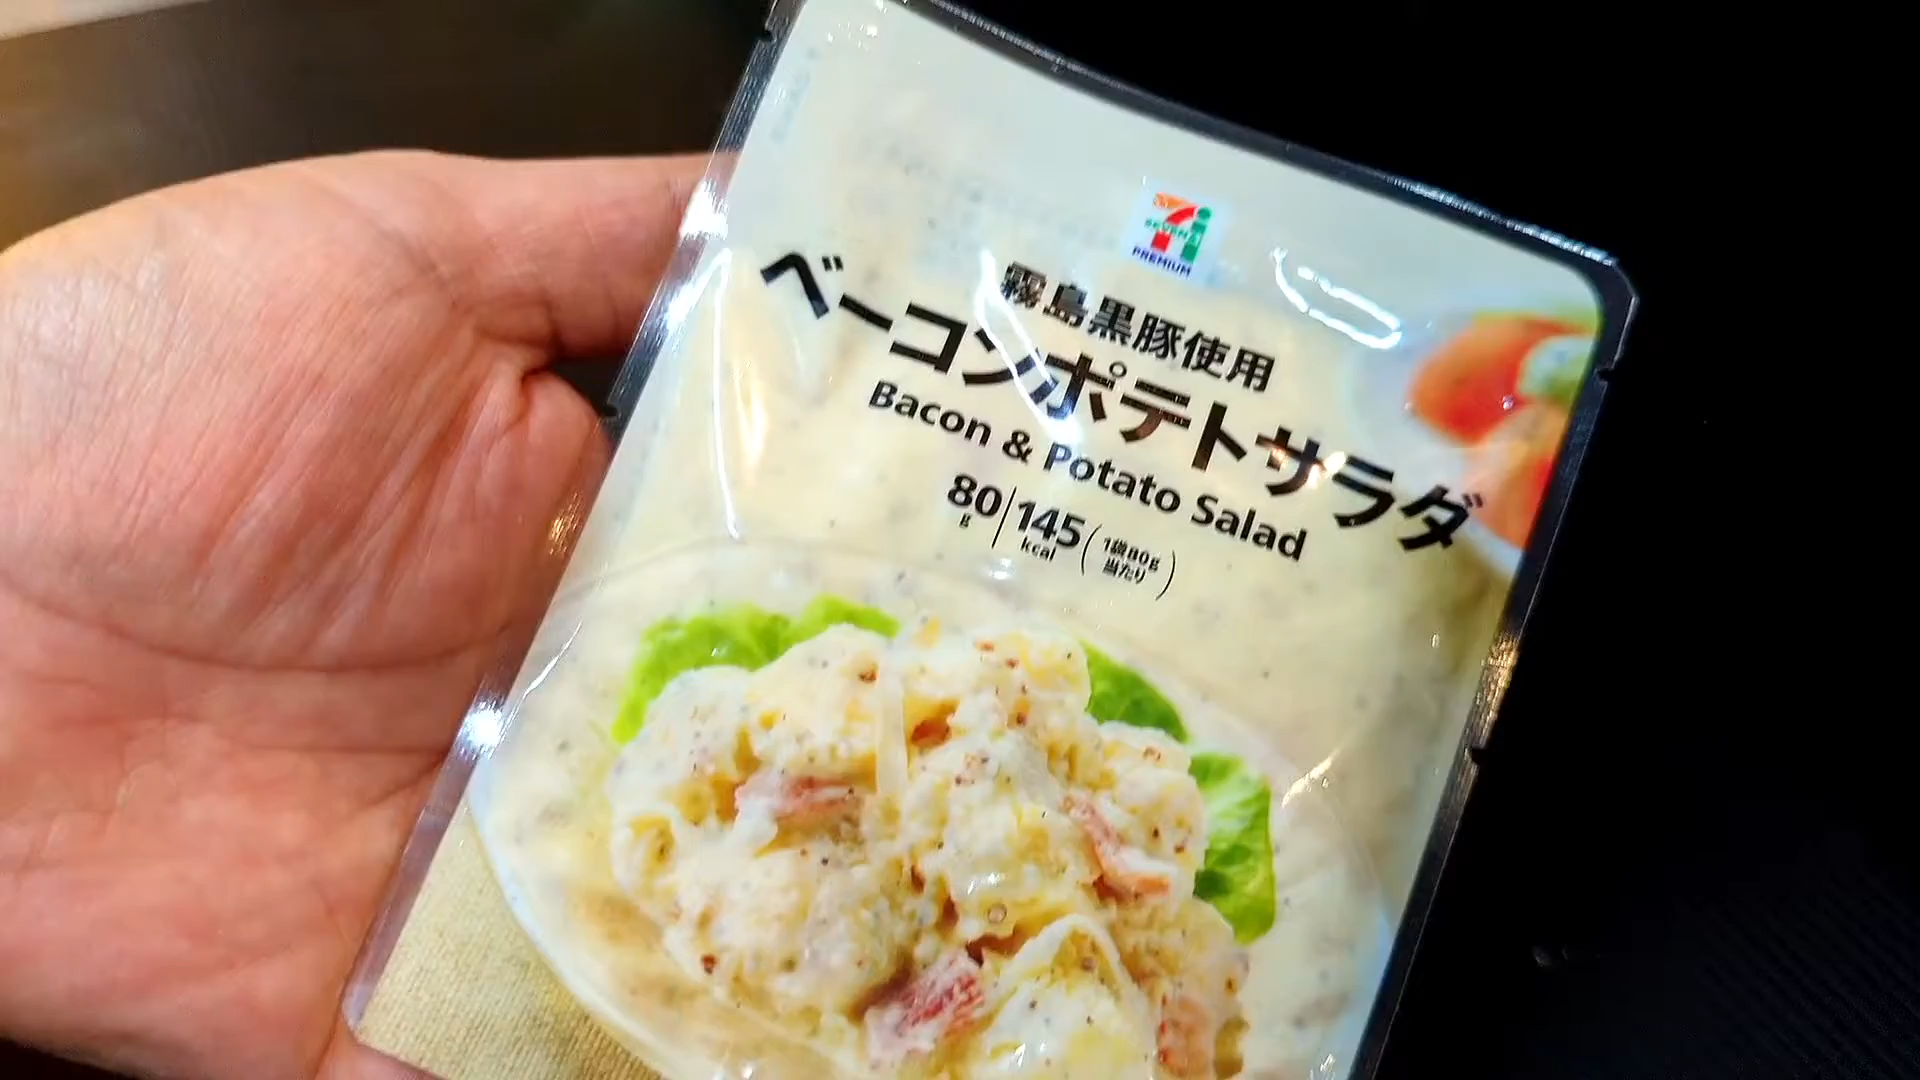 SEVEN
PREMIUM
霧島黒豚使用
ベーコンポテトサラダ
Bacon & Potato Salad
80g/145kcal(1袋80g当たり)